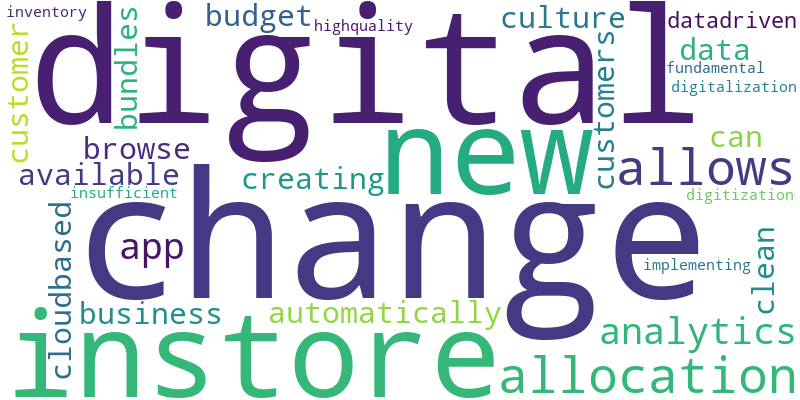 inventory
budget
highquality
culture
datadriven
digital
customer
bundles
customers
data
fundamental
digitalization
browse
new
can
available
creating
allows
insufficient
digitization
change
cloudbased
app
clean
implementing
business
automatically
instore
analytics
allocation